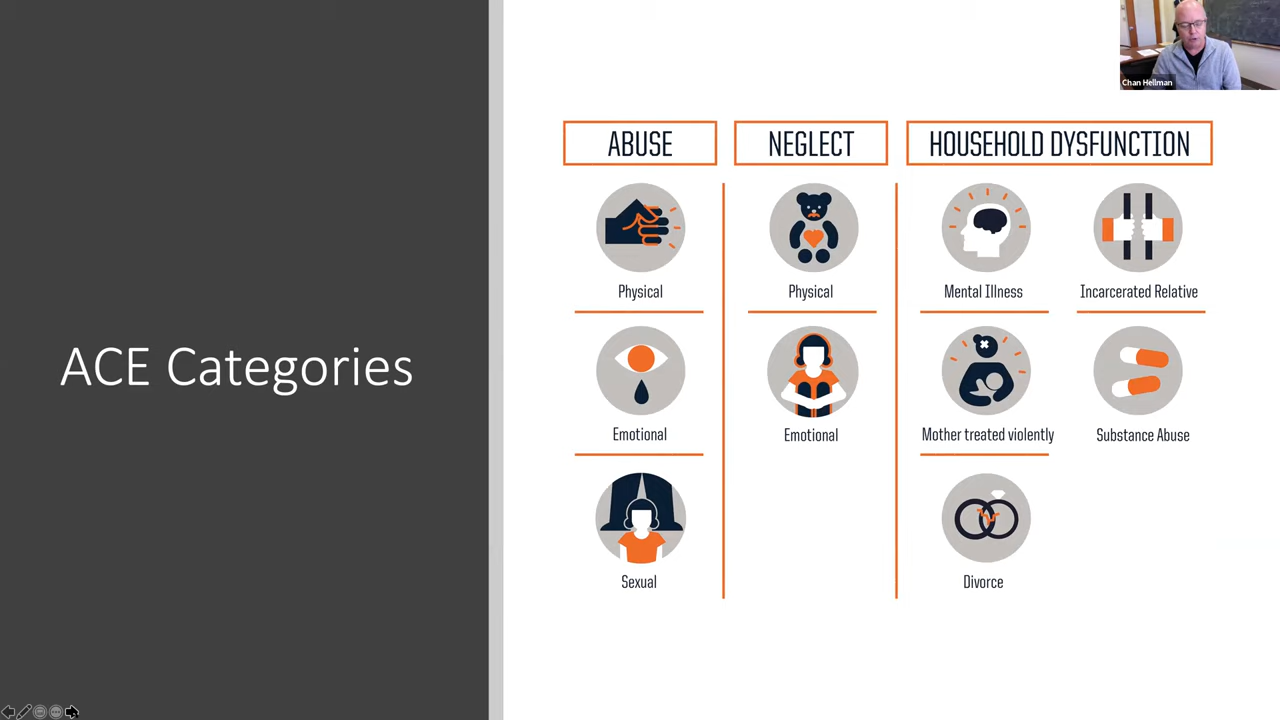 Chan Hellman
ACE Categories
ABUSE
Physical
Emotional
Sexual
NEGLECT
Physical
Emotional
HOUSEHOLD DYSFUNCTION
Mental Illness
Incarcerated Relative
Mother treated violently
Substance Abuse
Divorce